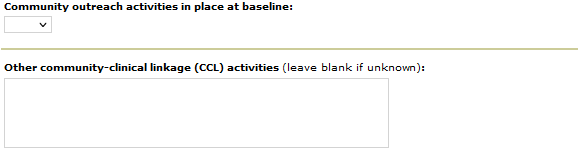 Community outreach activities in place at baseline:
Other community-clinical linkage (CCL) activities (leave blank if unknown):